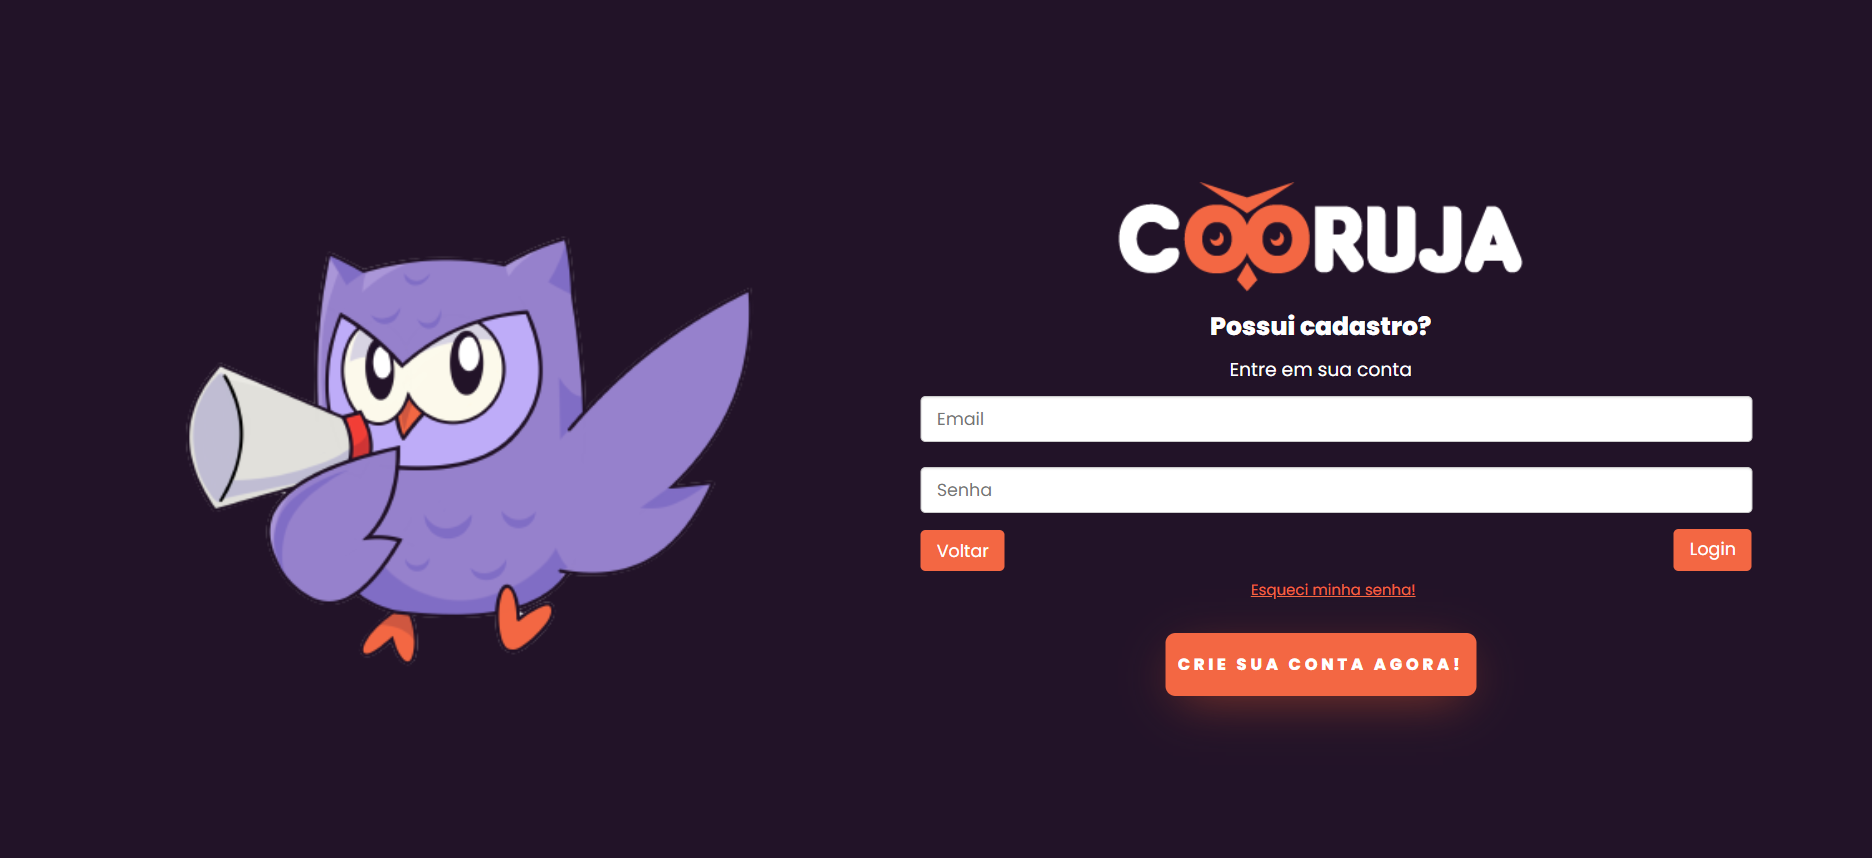 COORUJA
Possui cadastro?
Entre em sua conta
Email
Senha
Voltar
Login
Esqueci minha senha!
CRIE SUA CONTA AGORA!